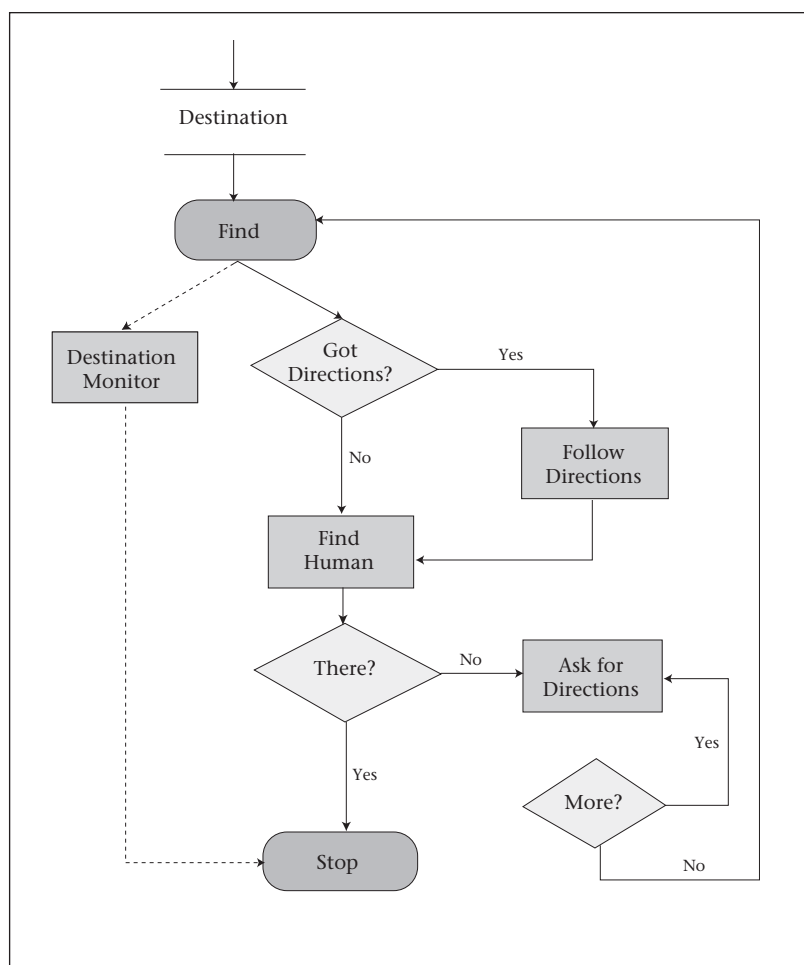 Destination
Find
Destination
Monitor
Got
Directions?
Yes
No
Follow
Directions
Find
Human
There?
No
Ask for
Directions
Yes
Yes
More?
No
Stop